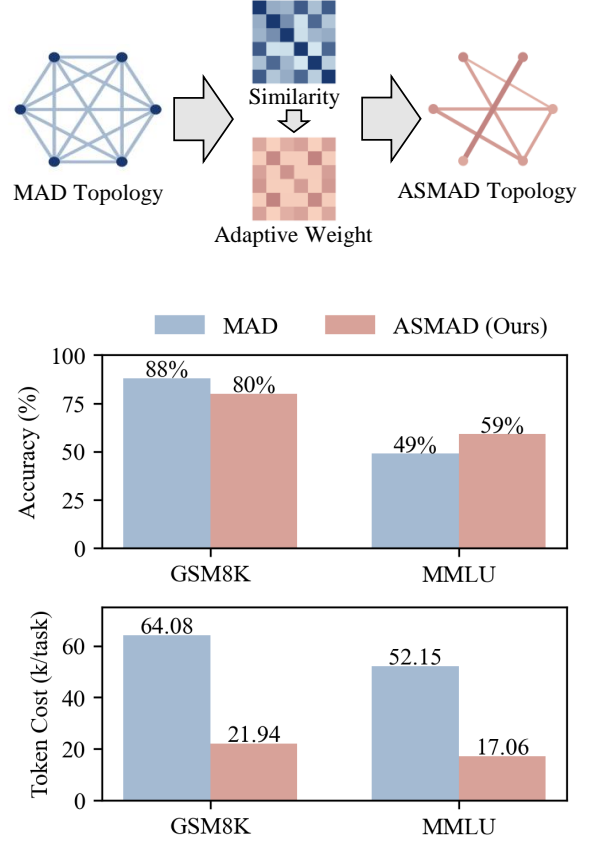 Similarity
MAD Topology
ASMAD Topology
Adaptive Weight
MAD
ASMAD (Ours)
Accuracy (%)
100
75
50
25
0
88%
80%
49%
59%
GSM8K
MMLU
Token Cost (k/task)
60
40
20
0
64.08
21.94
52.15
17.06
GSM8K
MMLU